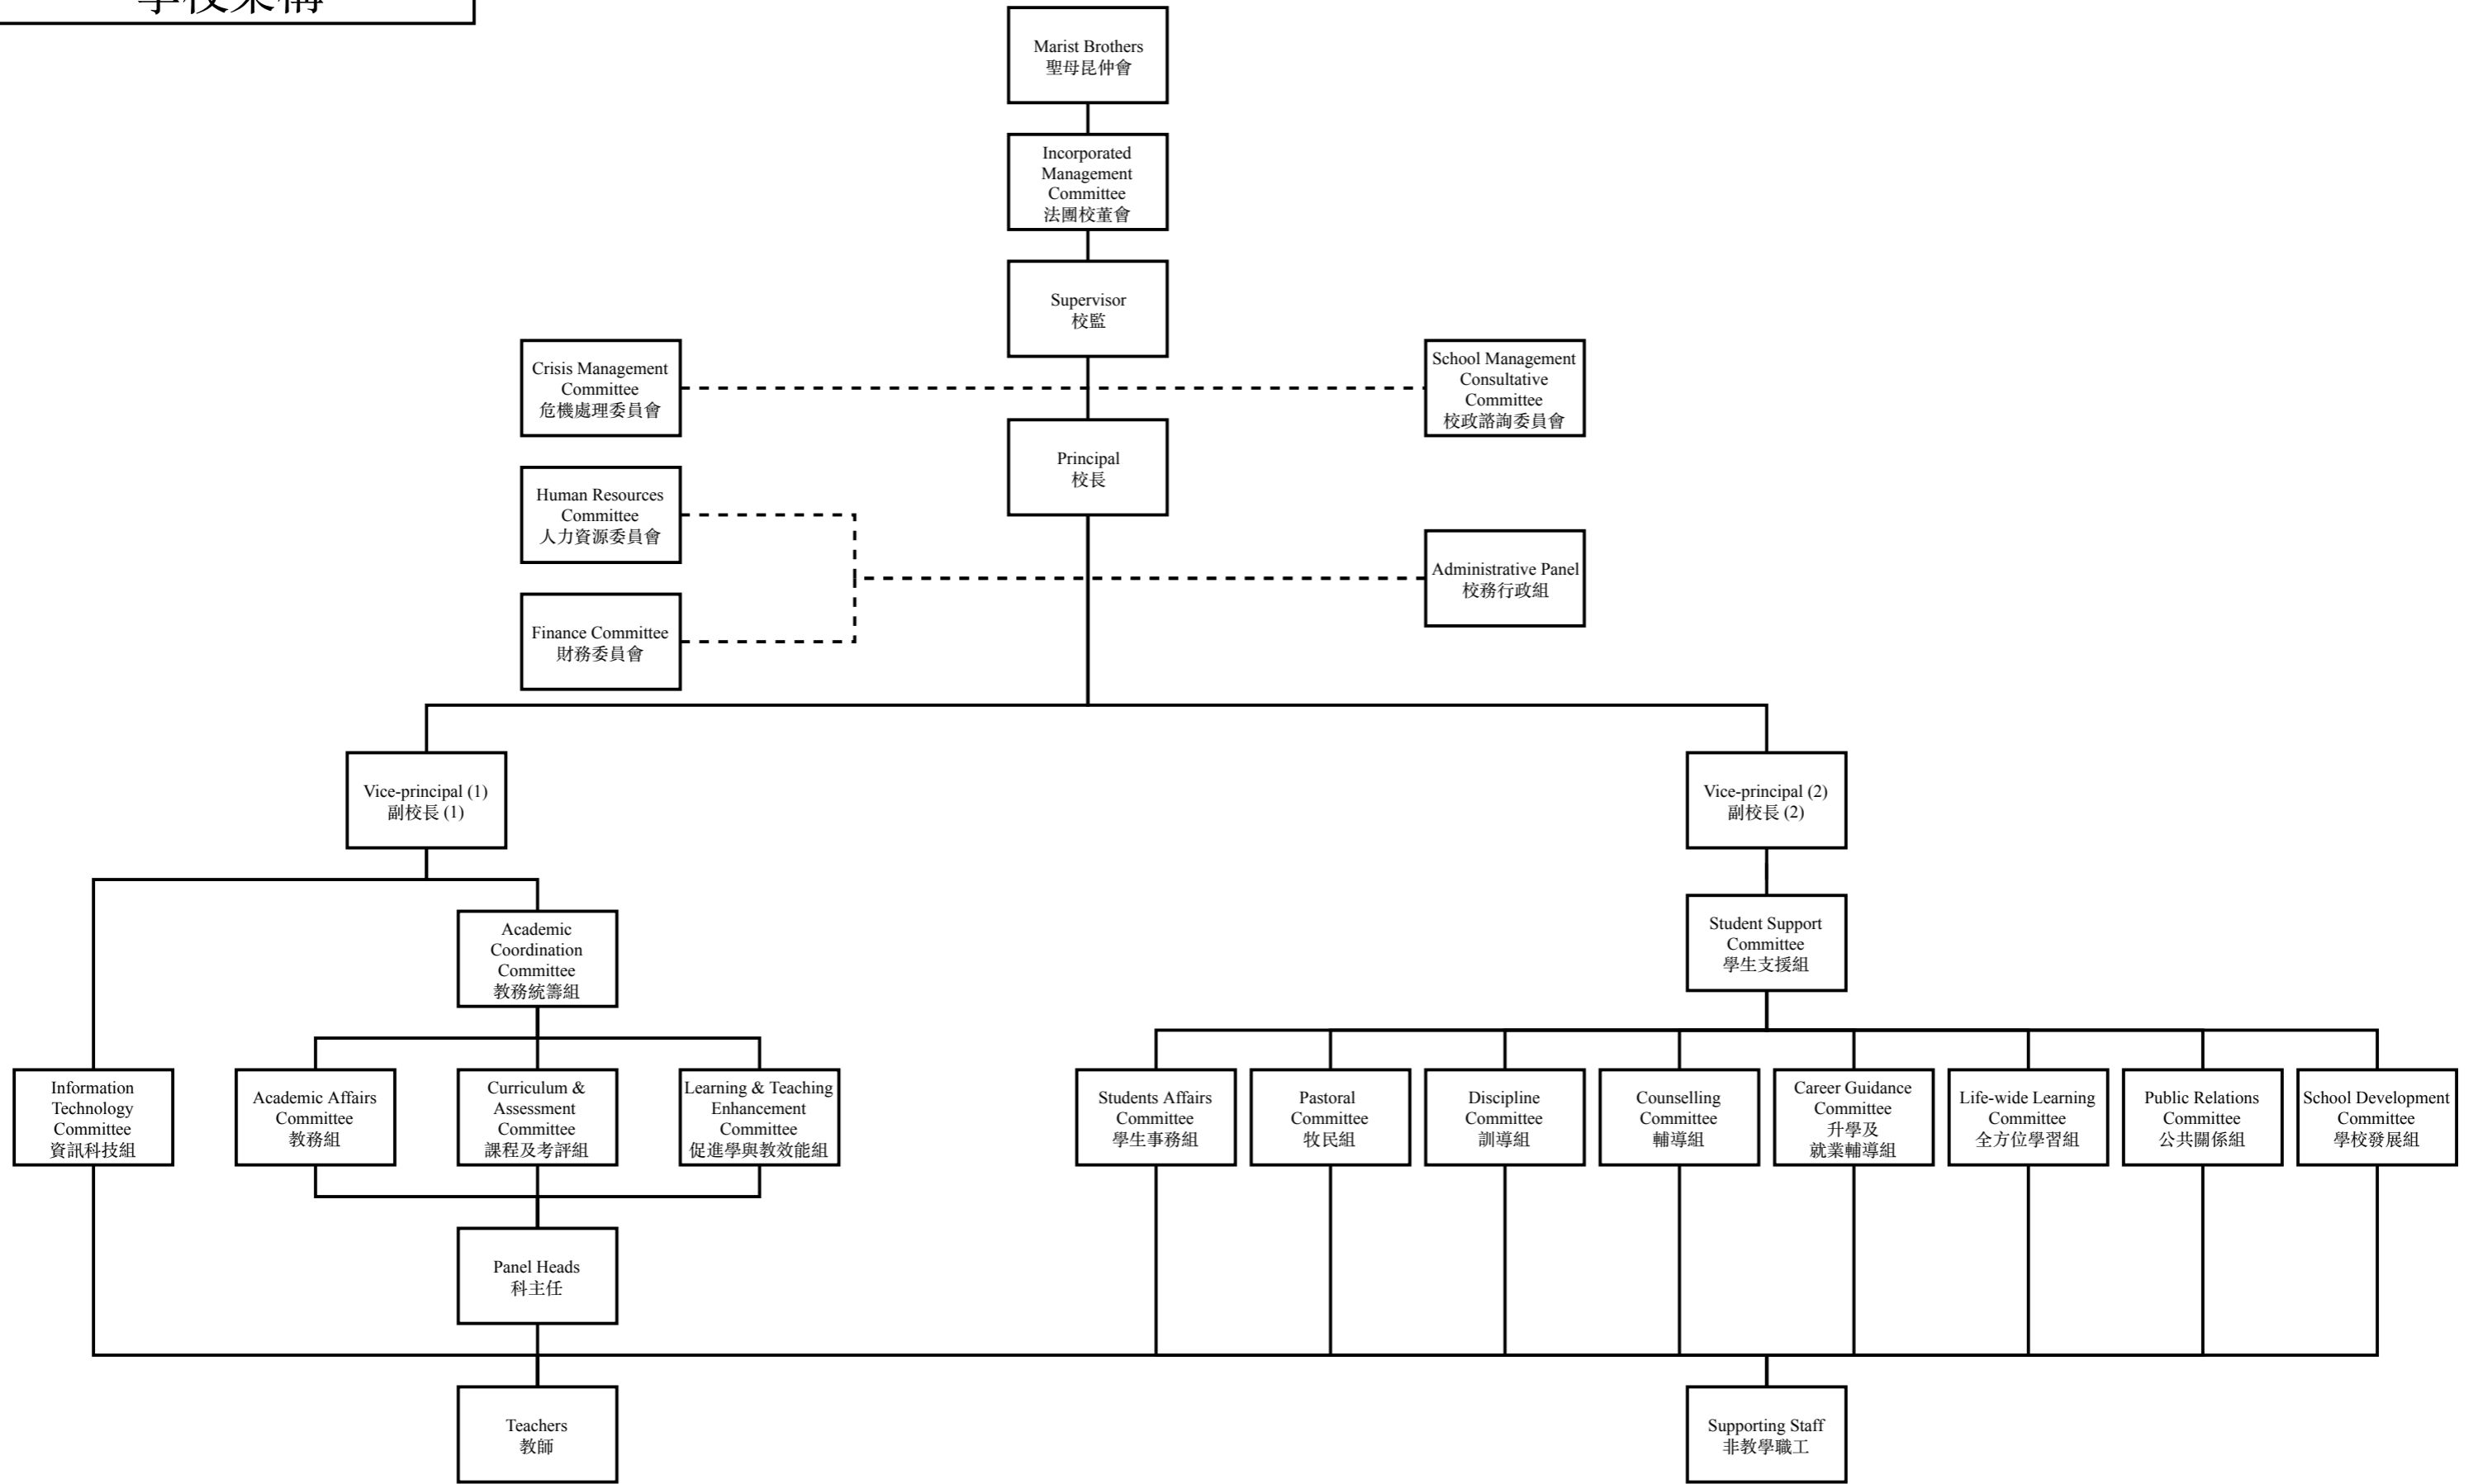 學校架構
Marist Brothers
聖母昆仲會
Incorporated
Management
Committee
法團校董會
Supervisor
校監
Crisis Management
Committee
危機處理委員會
School Management
Consultative
Committee
校政諮詢委員會
Principal
校長
Human Resources
Committee
人力資源委員會
Administrative Panel
校務行政組
Finance Committee
財務委員會
Vice-principal (1)
副校長 (1)
Vice-principal (2)
副校長 (2)
Academic
Coordination
Committee
教務統籌組
Student Support
Committee
學生支援組
Information
Technology
Committee
資訊科技組
Academic Affairs
Committee
教務組
Curriculum &
Assessment
Committee
課程及考評組
Learning & Teaching
Enhancement
Committee
促進學與教效能組
Students Affairs
Committee
學生事務組
Pastoral
Committee
牧民組
Discipline
Committee
訓導組
Counselling
Committee
輔導組
Career Guidance
Committee
升學及
就業輔導組
Life-wide Learning
Committee
全方位學習組
Public Relations
Committee
公共關係組
School Development
Committee
學校發展組
Panel Heads
科主任
Teachers
教師
Supporting Staff
非教學職工